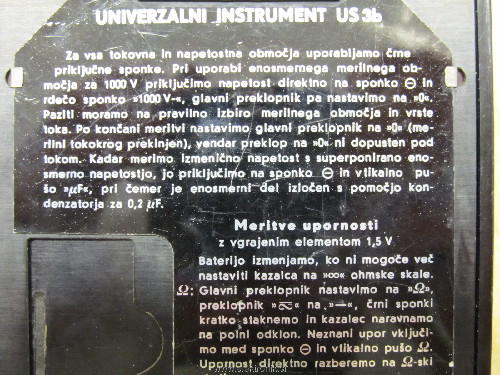 UNIVERZALNI INSTRUMENT US 3b
Za vsa tokovna in napetostna območja uporabljamo črne
priključne sponke. Pri uporabi enosmernega merilnega ob-
močja za 1000 V priključimo napetost direktno na sponko ⊖ in
rdečo sponko »1000 V-«, glavni preklopnik pa nastavimo na »0«.
Paziti moramo na pravilno izbiro merilnega območja in vrste
toka. Po končani meritvi nastavimo glavni preklopnik na »0« (me-
rilni tokokrog prekinjen), vendar preklop na »0« ni dopusten pod
tokom. Kadar merimo izmenično napetost s superponirano eno-
smerno napetostjo, jo priključimo na sponko ⊖ in vtikalno pu-
šo »μF«, pri čemer je enosmerni del izločen s pomočjo kon-
denzatorja za 0,2 μF.
Meritve upornosti
z vgrajenim elementom 1,5 V
Baterijo izmenjamo, ko ni mogoče več
nastaviti kazalca na »∞« ohmske skale.
Ω: Glavni preklopnik nastavimo na »Ω«,
preklopnik »≂« na »—«, črni sponki
kratko staknemo in kazalec naravnamo
na polni odklon. Neznani upor vključi-
mo med sponko ⊖ in vtikalno pušo Ω.
Upornost direktno razberemo na Ω-ski